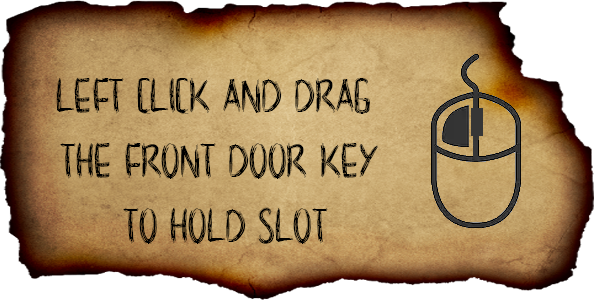 LEFT CLICK AND DRAG
THE FRONT DOOR KEY
TO HOLD SLOT